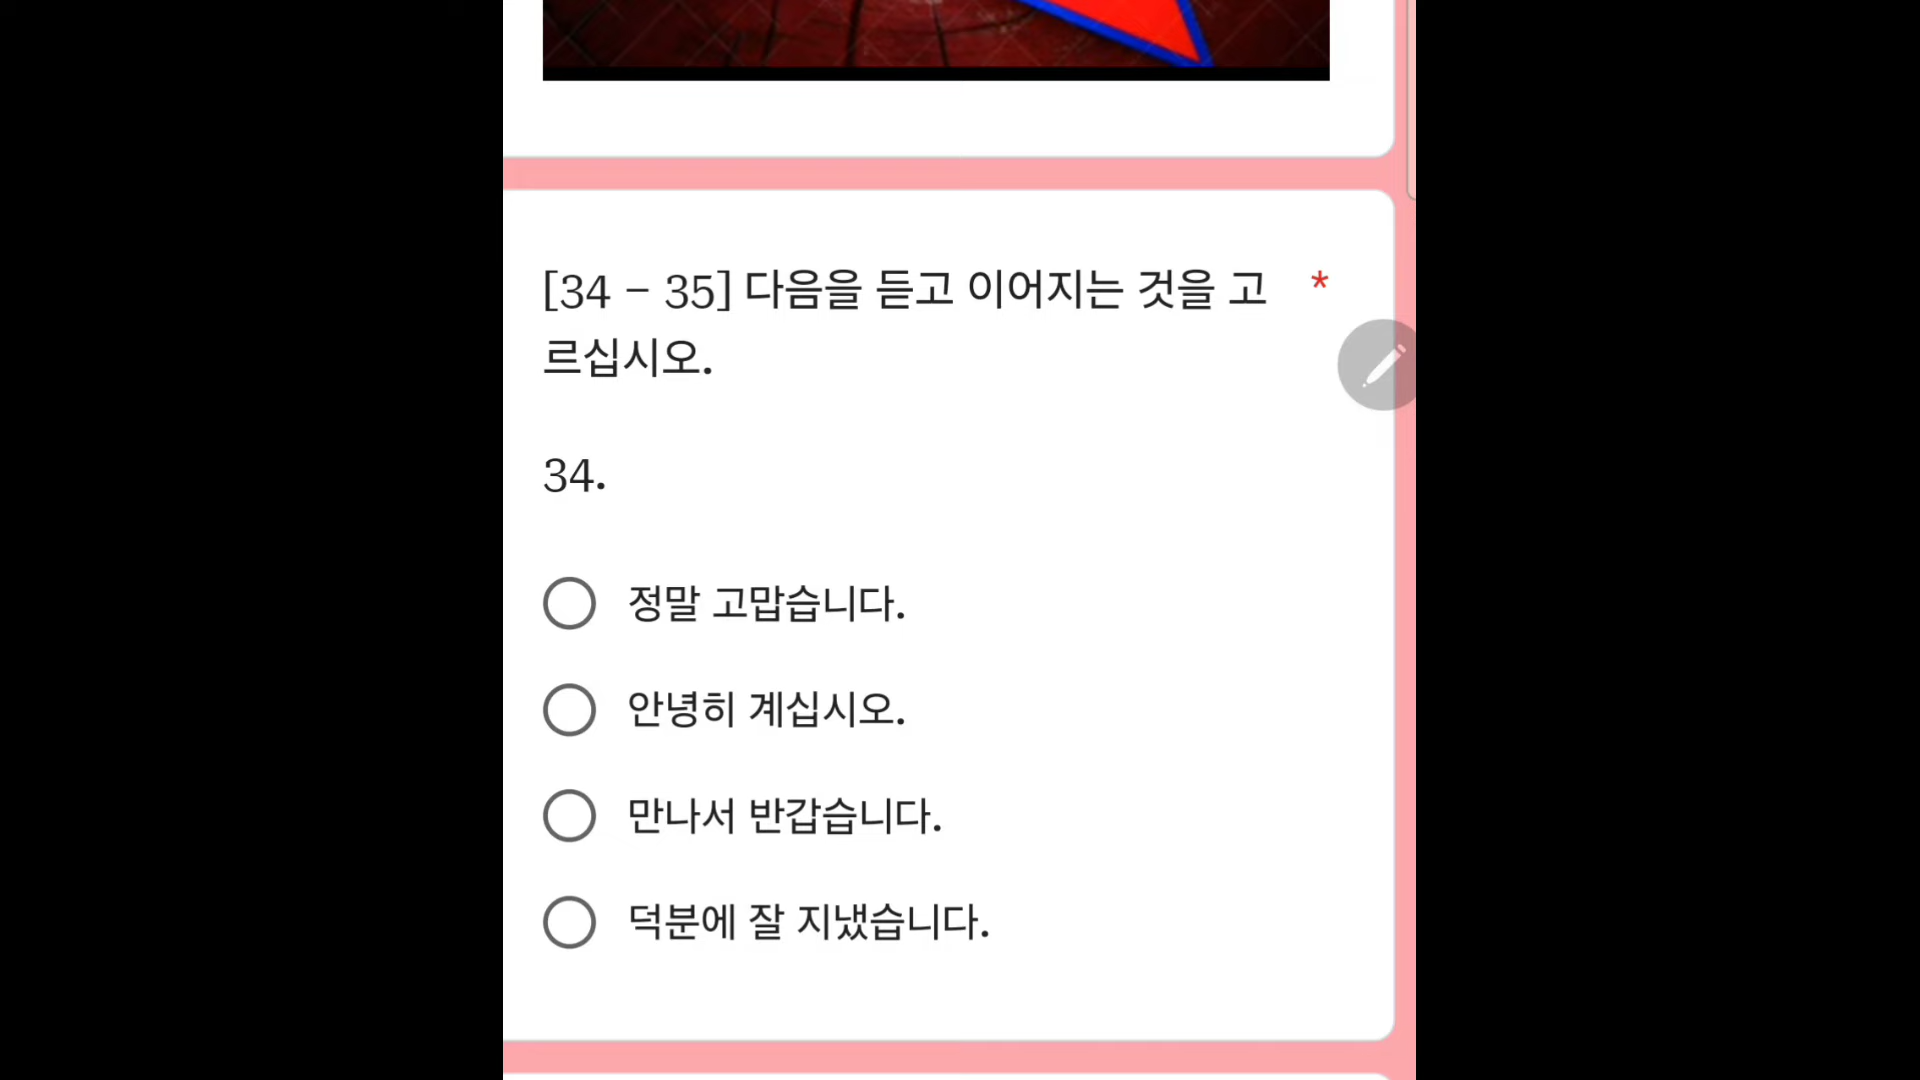 [34 – 35] 다음을 듣고 이어지는 것을 고 *
르십시오.
34.
정말 고맙습니다.
안녕히 계십시오.
만나서 반갑습니다.
덕분에 잘 지냈습니다.